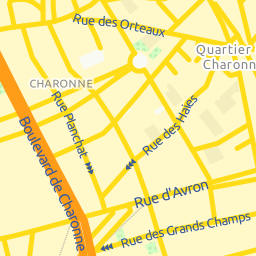 Rue des Orteaux
Quartier
Charonne
CHARONNE
Rue Planchat
Rue des Haies
Boulevard de Charonne
Rue d'Avron
Rue des Grands Champs